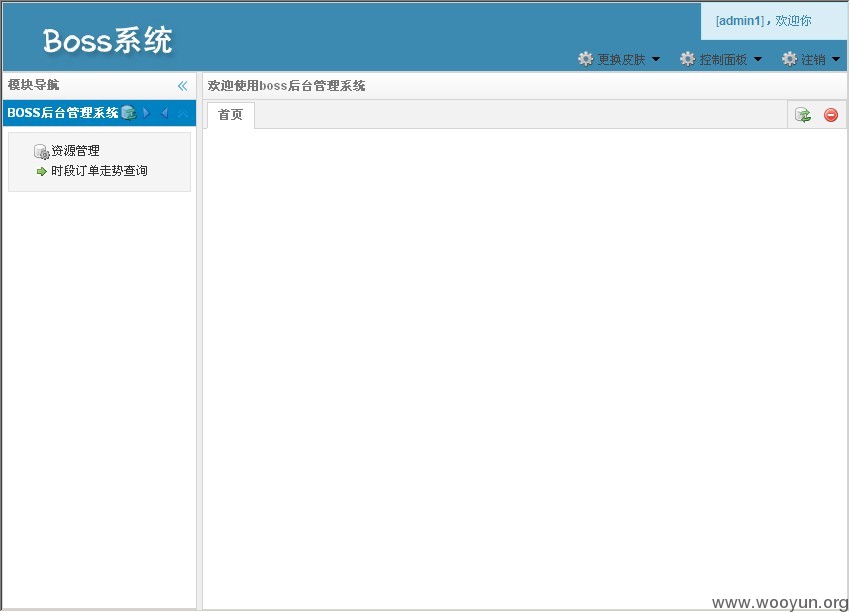 [admin1]，欢迎你
Boss系统
更换皮肤 控制面板 注销
模块导航
欢迎使用boss后台管理系统
BOSS后台管理系统
首页
资源管理
时段订单走势查询
www.wooyun.org